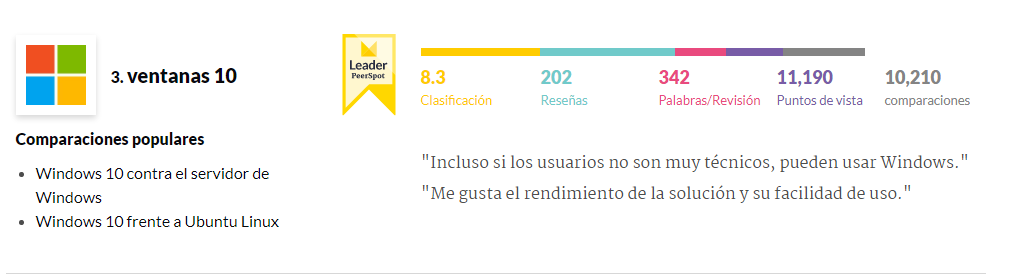 3. ventanas 10
Leader
PeerSpot
8.3
Clasificación
202
Reseñas
342
Palabras/Revisión
11,190
Puntos de vista
10,210
comparaciones
Comparaciones populares
Windows 10 contra el servidor de
Windows
Windows 10 frente a Ubuntu Linux
"Incluso si los usuarios no son muy técnicos, pueden usar Windows."
"Me gusta el rendimiento de la solución y su facilidad de uso."